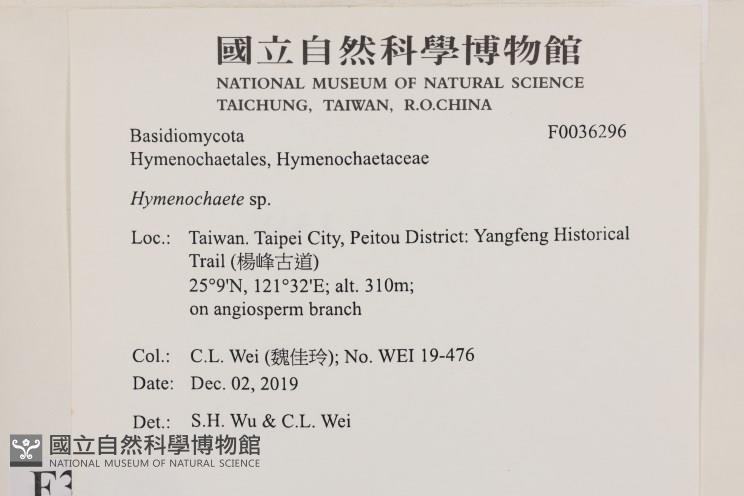 國立自然科學博物館
NATIONAL MUSEUM OF NATURAL SCIENCE
TAICHUNG, TAIWAN, R.O.CHINA
Basidiomycota F0036296
Hymenochaetales, Hymenochaetaceae
Hymenochaete sp.
Loc.: Taiwan. Taipei City, Peitou District: Yangfeng Historical
Trail (楊峰古道)
25°9'N, 121°32'E; alt. 310m;
on angiosperm branch
Col.: C.L. Wei (魏佳玲); No. WEI 19-476
Date: Dec. 02, 2019
Det.: S.H. Wu & C.L. Wei
國立自然科學博物館
NATIONAL MUSEUM OF NATURAL SCIENCE